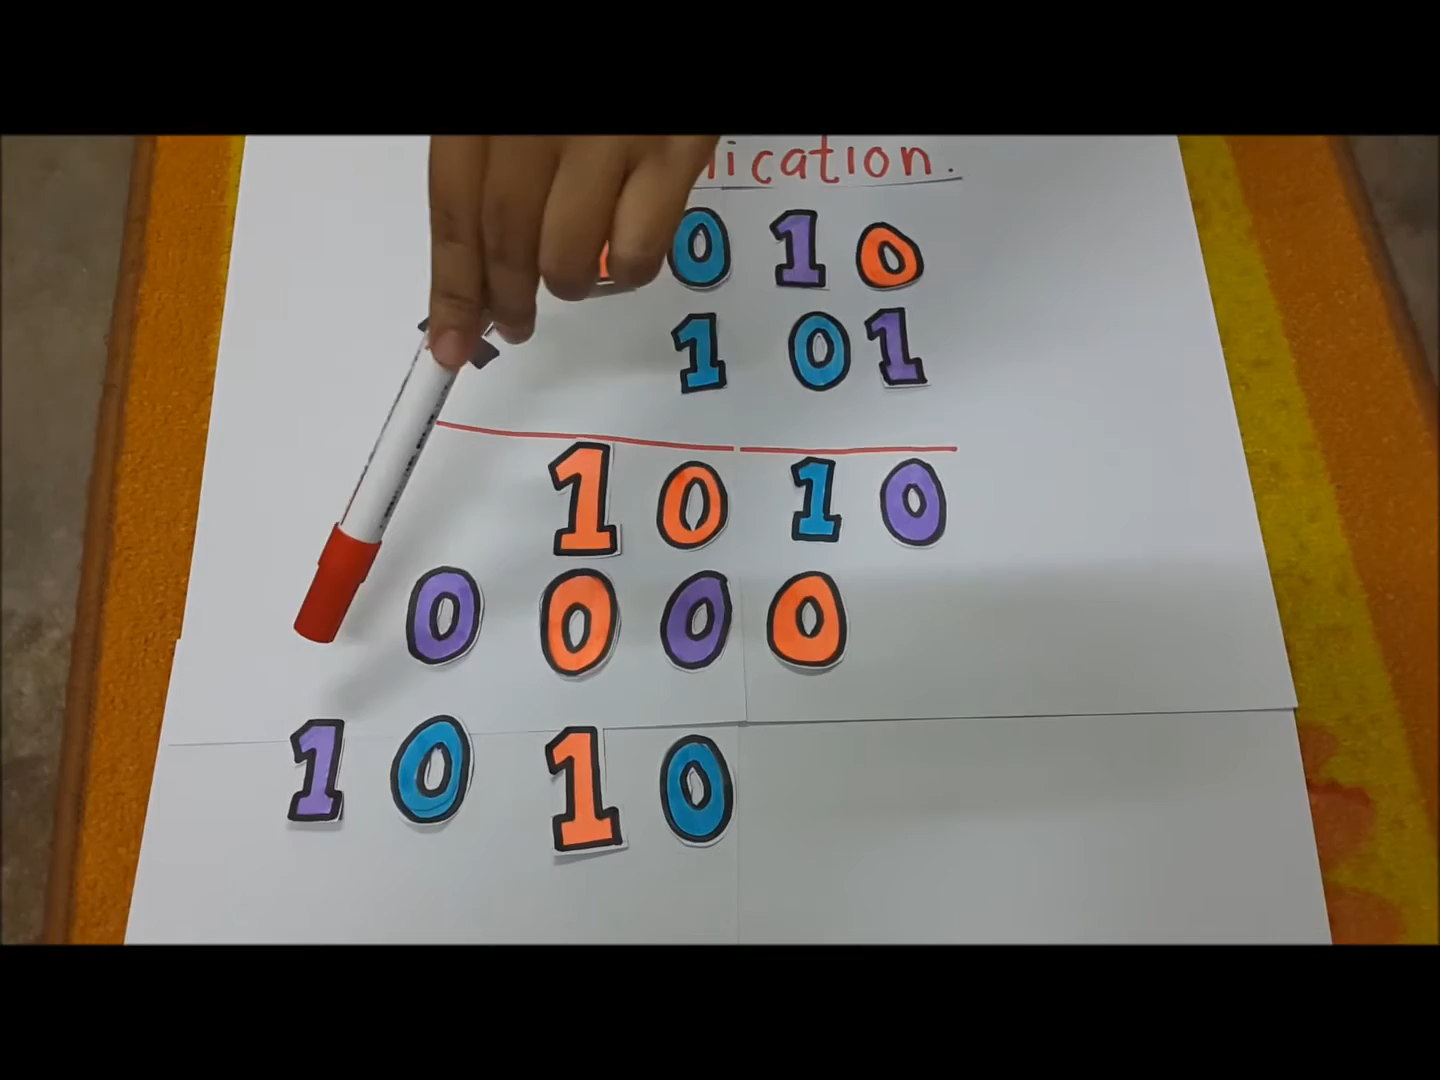 lication.
0 1 0
1 0 1
1 0 1 0
0 0 0 0
1 0 1 0